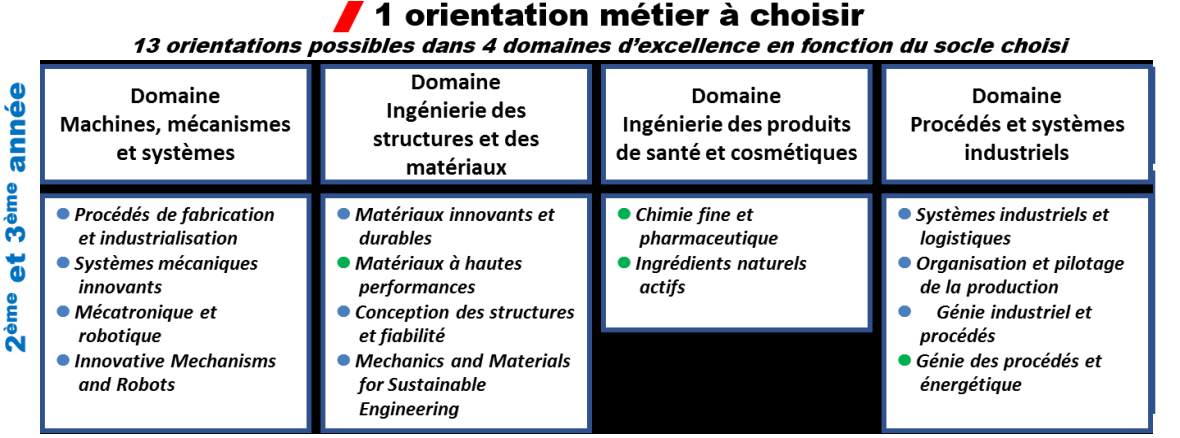 1 orientation métier à choisir
13 orientations possibles dans 4 domaines d’excellence en fonction du socle choisi
2ème et 3ème année
Domaine
Machines, mécanismes
et systèmes
Domaine
Ingénierie des
structures et des
matériaux
Domaine
Ingénierie des produits
de santé et cosmétiques
Domaine
Procédés et systèmes
industriels
Procédés de fabrication
et industrialisation
Systèmes mécaniques
innovants
Mécatronique et
robotique
Innovative Mechanisms
and Robots
Matériaux innovants et
durables
Matériaux à hautes
performances
Conception des structures
et fiabilité
Mechanics and Materials
for Sustainable
Engineering
Chimie fine et
pharmaceutique
Ingrédients naturels
actifs
Systèmes industriels et
logistiques
Organisation et pilotage
de la production
Génie industriel et
procédés
Génie des procédés et
énergétique